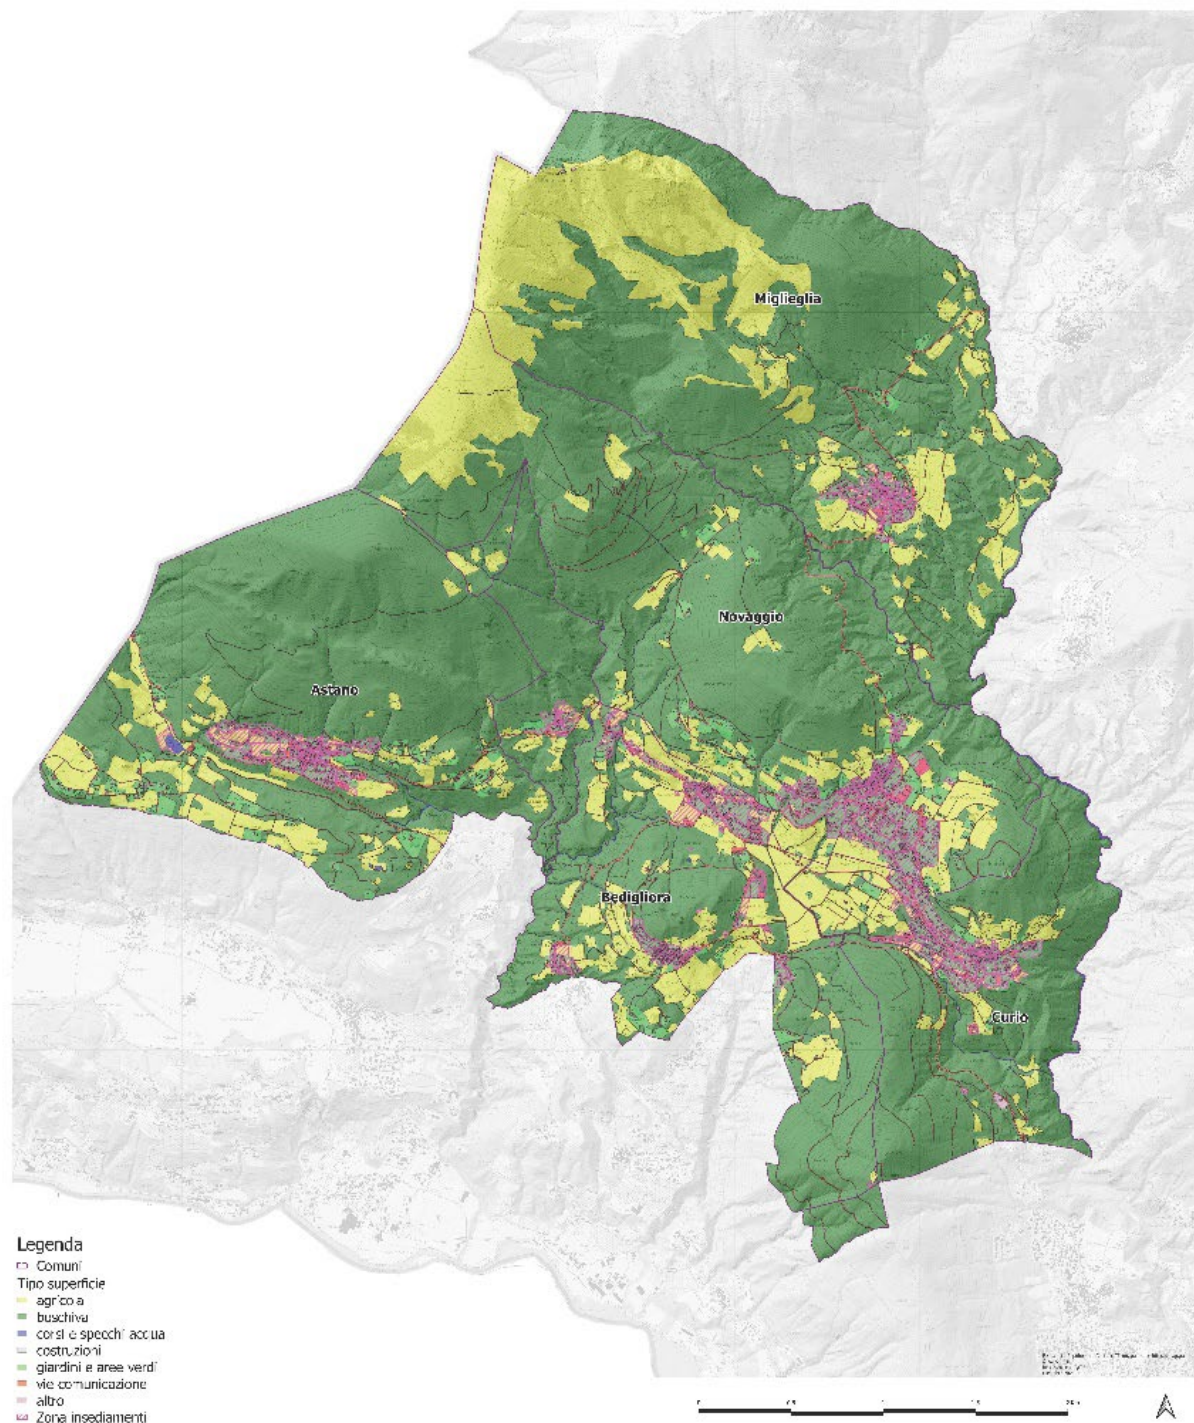 Miglieglia
Novaggio
Astano
Bedigliora
Curio
Legenda
Comuni
Tipo superficie
agricola
boschiva
corsi e specchi acqua
costruzioni
giardini e aree verdi
vie comunicazione
altro
Zona insediamenti